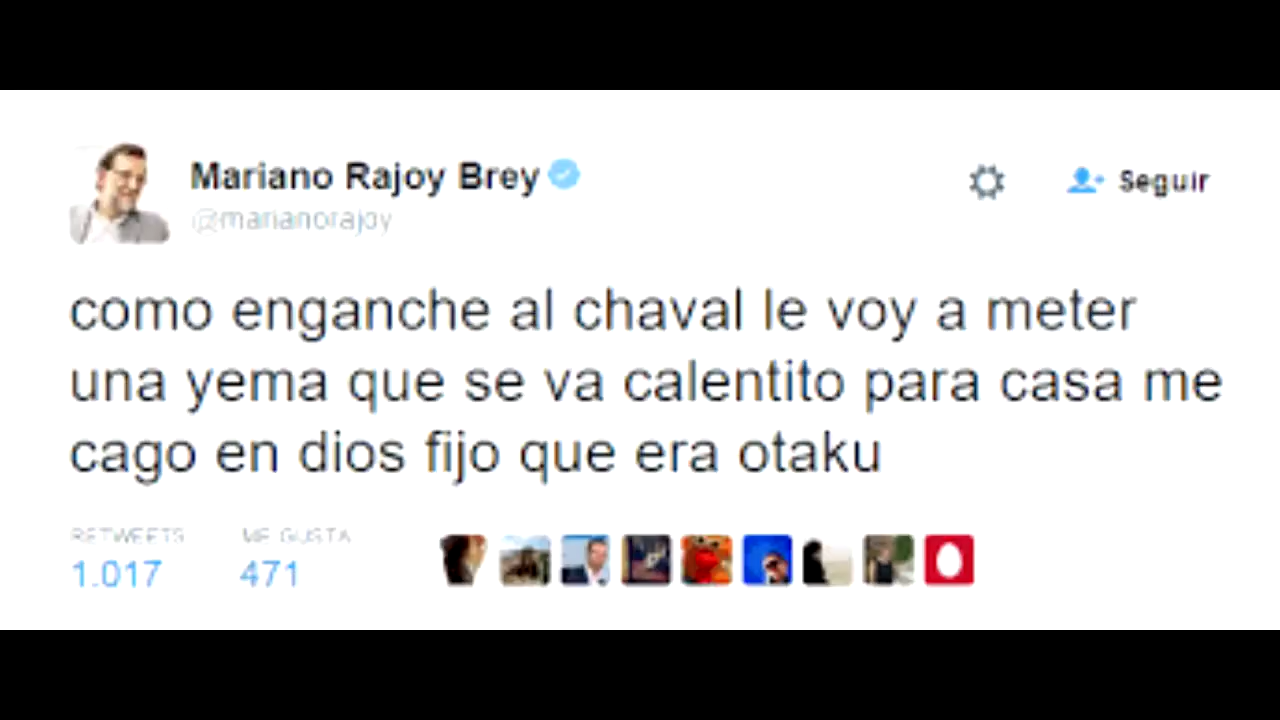 Mariano Rajoy Brey
@marianorajoy
Seguir
como enganche al chaval le voy a meter
una yema que se va calentito para casa me
cago en dios fijo que era otaku
RETWEETS ME GUSTA
1.017 471